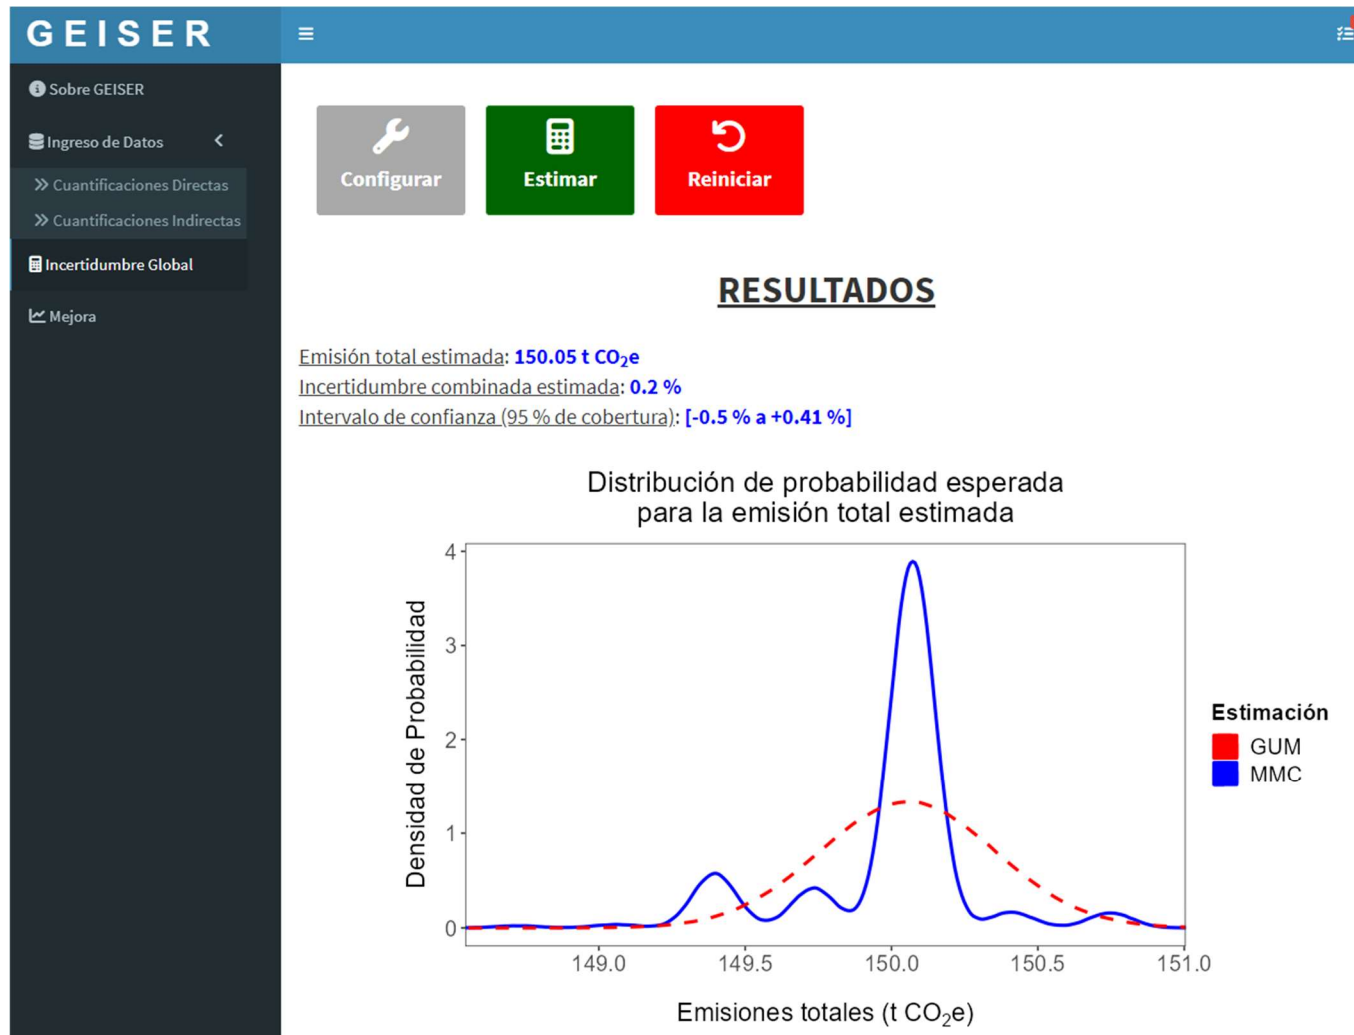 GEISER
Sobre GEISER
Ingreso de Datos
Cuantificaciones Directas
Cuantificaciones Indirectas
Incertidumbre Global
Mejora
Configurar
Estimar
Reiniciar
RESULTADOS
Emisión total estimada: 150.05 t CO₂e
Incertidumbre combinada estimada: 0.2 %
Intervalo de confianza (95 % de cobertura): [-0.5 % a +0.41 %]
Distribución de probabilidad esperada
para la emisión total estimada
Densidad de Probabilidad
4
3
2
1
0
149.0 149.5 150.0 150.5 151.0
Emisiones totales (t CO₂e)
Estimación
GUM
MMC